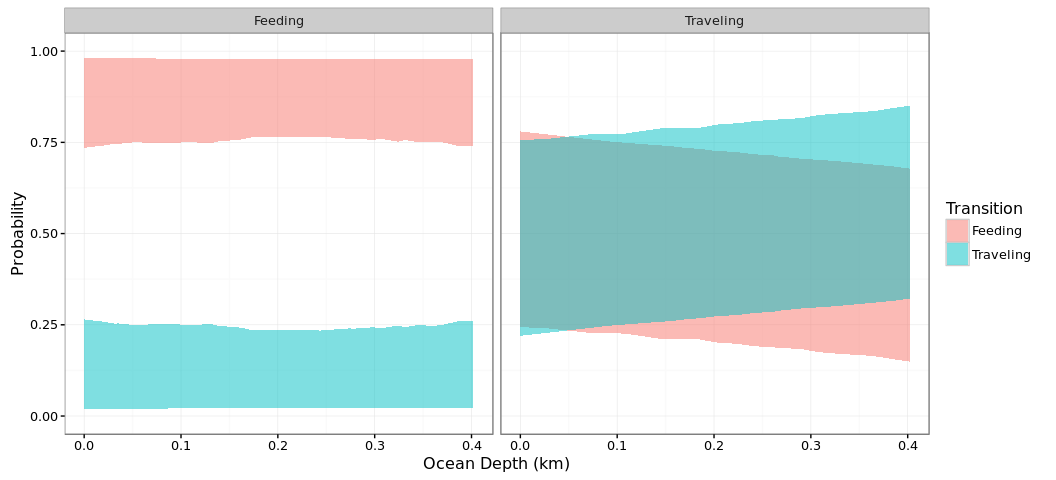 Feeding Traveling
1.00
0.75
0.50
0.25
0.00
Probability
0.0 0.1 0.2 0.3 0.4 0.0 0.1 0.2 0.3 0.4
Ocean Depth (km)
Transition
Feeding
Traveling